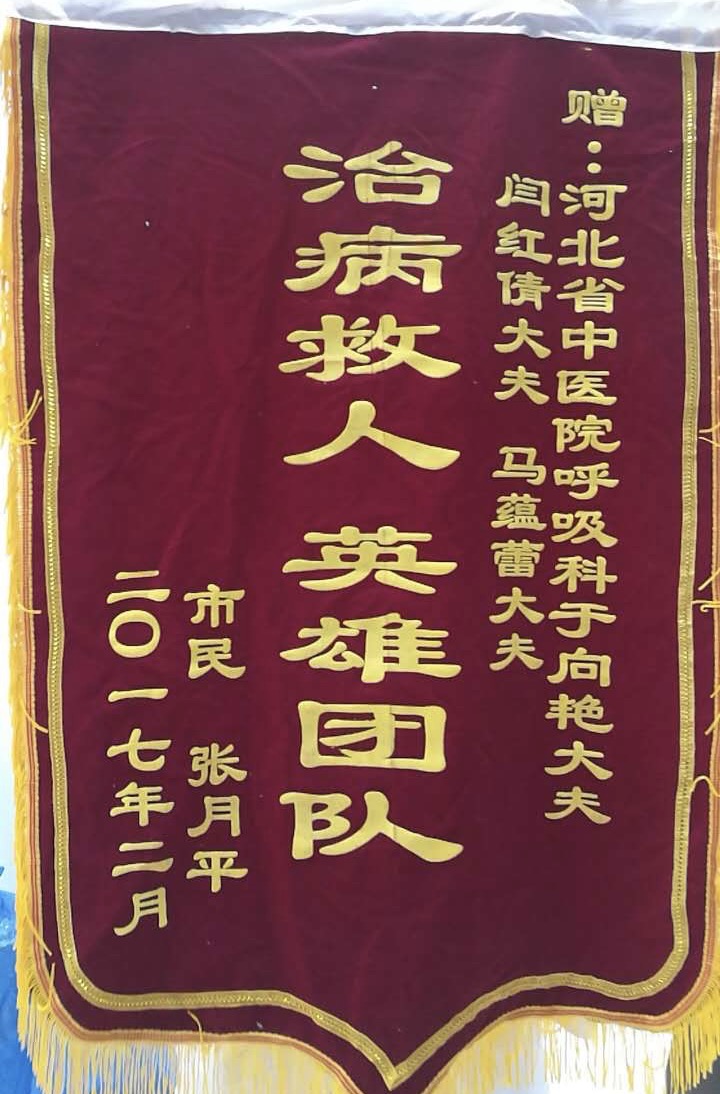 赠：河北省中医院呼吸科于向艳大夫
闫红倩大夫 马蕴蕾大夫
治病救人 英雄团队
市民 张月平
二〇一七年二月